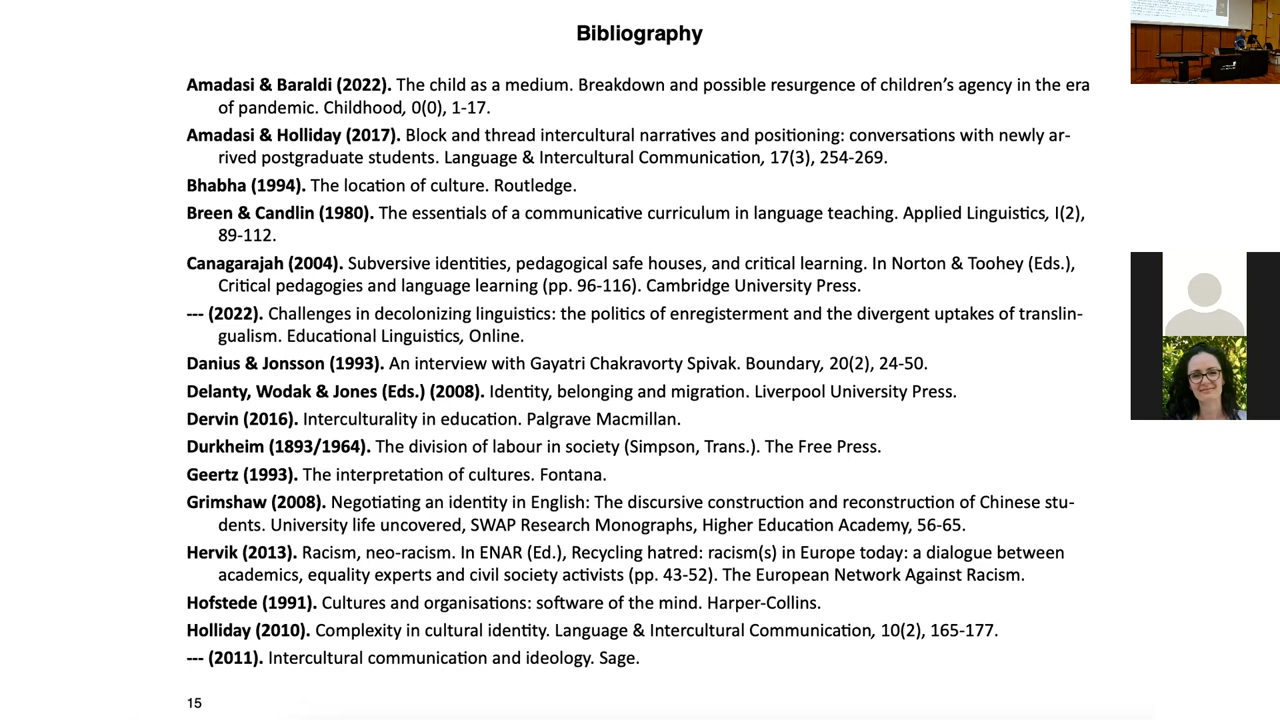 Bibliography
Amadasi & Baraldi (2022). The child as a medium. Breakdown and possible resurgence of children's agency in the era
of pandemic. Childhood, 0(0), 1-17.
Amadasi & Holliday (2017). Block and thread intercultural narratives and positioning: conversations with newly ar-
rived postgraduate students. Language & Intercultural Communication, 17(3), 254-269.
Bhabha (1994). The location of culture. Routledge.
Breen & Candlin (1980). The essentials of a communicative curriculum in language teaching. Applied Linguistics, I(2),
89-112.
Canagarajah (2004). Subversive identities, pedagogical safe houses, and critical learning. In Norton & Toohey (Eds.),
Critical pedagogies and language learning (pp. 96-116). Cambridge University Press.
--- (2022). Challenges in decolonizing linguistics: the politics of enregisterment and the divergent uptakes of translin-
gualism. Educational Linguistics, Online.
Danius & Jonsson (1993). An interview with Gayatri Chakravorty Spivak. Boundary, 20(2), 24-50.
Delanty, Wodak & Jones (Eds.) (2008). Identity, belonging and migration. Liverpool University Press.
Dervin (2016). Interculturality in education. Palgrave Macmillan.
Durkheim (1893/1964). The division of labour in society (Simpson, Trans.). The Free Press.
Geertz (1993). The interpretation of cultures. Fontana.
Grimshaw (2008). Negotiating an identity in English: The discursive construction and reconstruction of Chinese stu-
dents. University life uncovered, SWAP Research Monographs, Higher Education Academy, 56-65.
Hervik (2013). Racism, neo-racism. In ENAR (Ed.), Recycling hatred: racism(s) in Europe today: a dialogue between
academics, equality experts and civil society activists (pp. 43-52). The European Network Against Racism.
Hofstede (1991). Cultures and organisations: software of the mind. Harper-Collins.
Holliday (2010). Complexity in cultural identity. Language & Intercultural Communication, 10(2), 165-177.
--- (2011). Intercultural communication and ideology. Sage.
15